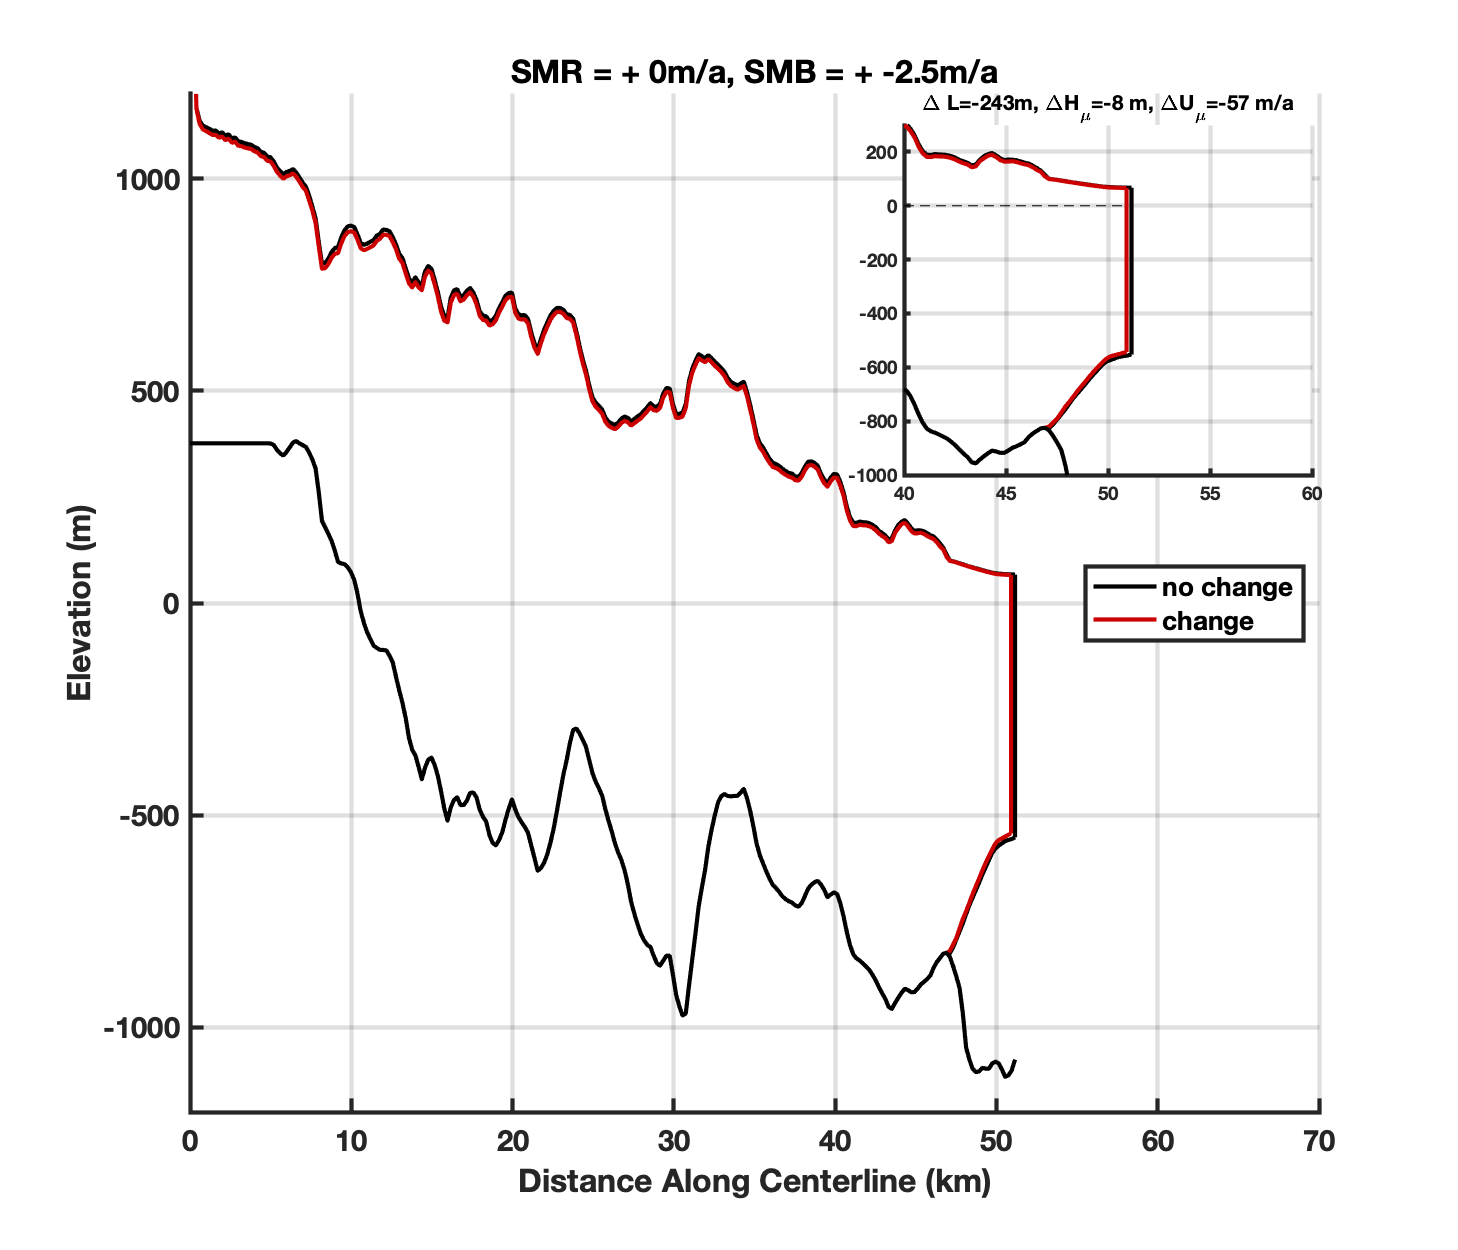 SMR = + 0m/a, SMB = + -2.5m/a
Δ L=-243m, ΔHμ=-8 m, ΔUμ=-57 m/a
200
0
-200
-400
-600
-800
-1000
40 45 50 55 60
1000
500
0
-500
-1000
Elevation (m)
no change
change
0 10 20 30 40 50 60 70
Distance Along Centerline (km)